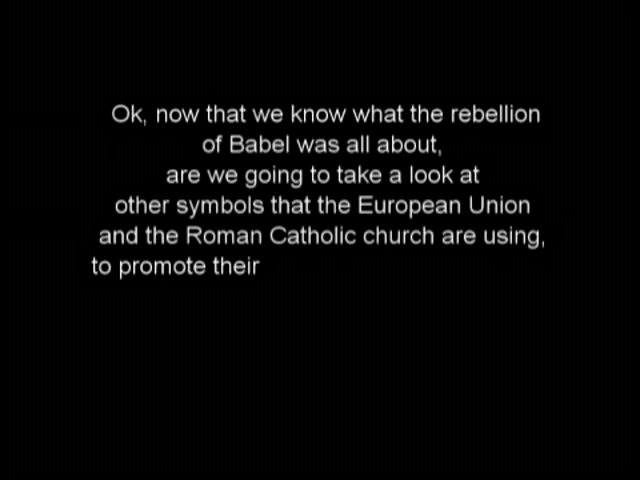 Ok, now that we know what the rebellion
of Babel was all about,
are we going to take a look at
other symbols that the European Union
and the Roman Catholic church are using,
to promote their